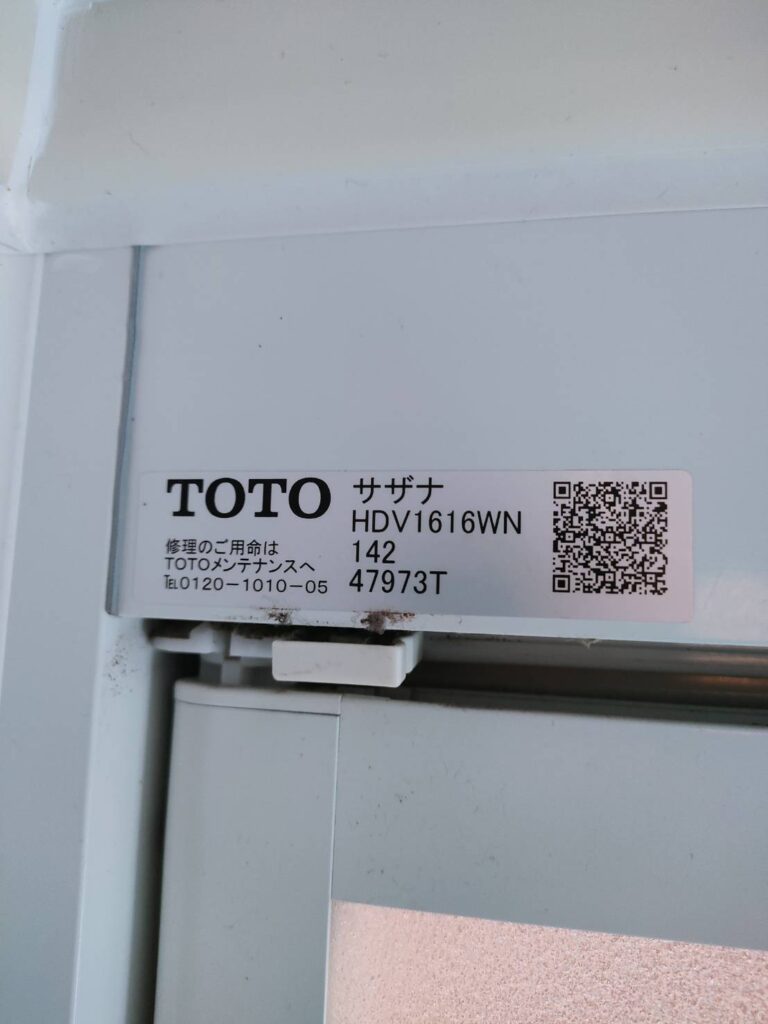 TOTO
修理のご用命は
TOTOメンテナンスへ
℡0120-1010-05
サザナ
HDV1616WN
142
47973T